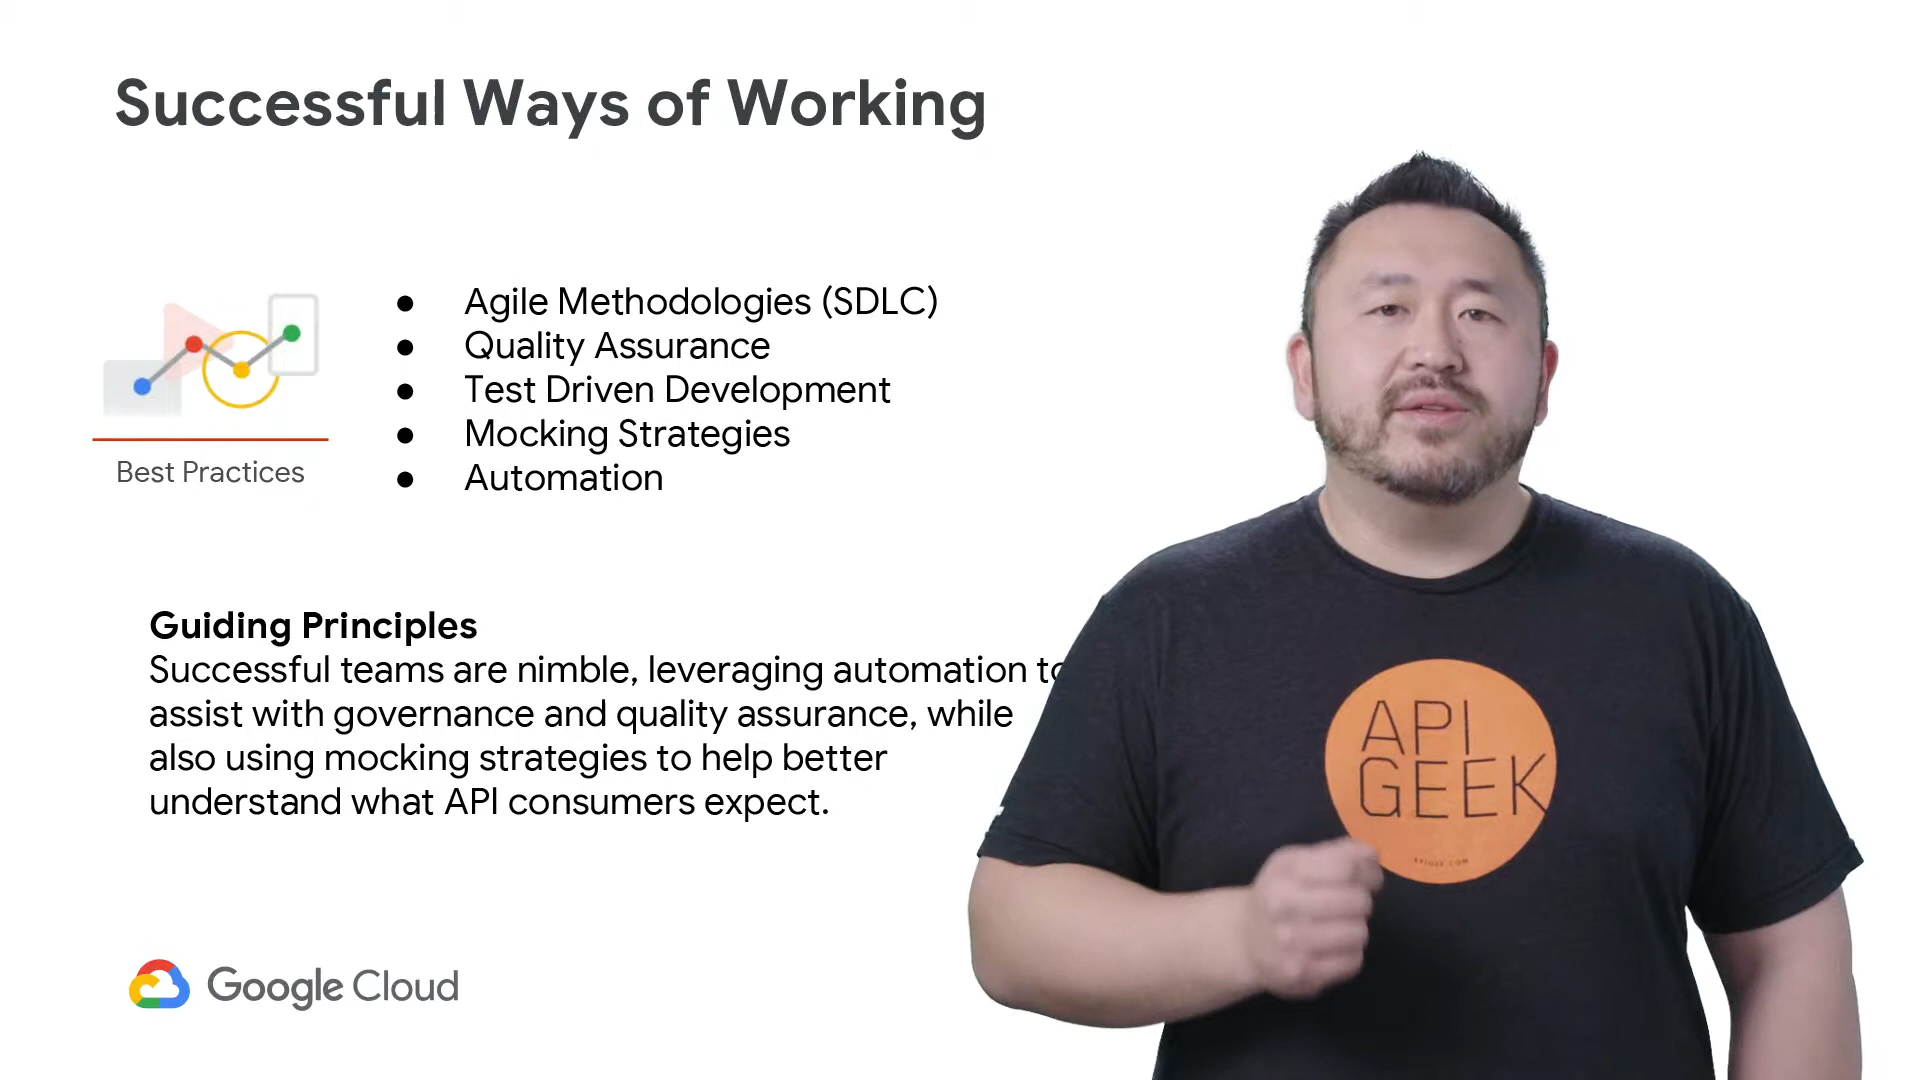 Successful Ways of Working
● Agile Methodologies (SDLC)
● Quality Assurance
● Test Driven Development
● Mocking Strategies
● Automation
Best Practices
Guiding Principles
Successful teams are nimble, leveraging automation to
assist with governance and quality assurance, while
also using mocking strategies to help better
understand what API consumers expect.
Google Cloud
API
GEEK